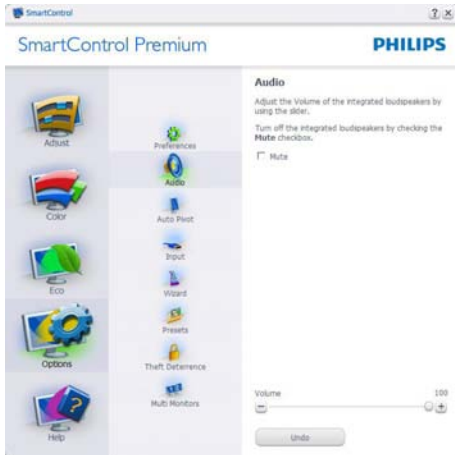 SmartControl
SmartControl Premium
PHILIPS
Adjust
Color
Eco
Options
Help
Preferences
Audio
Auto Pivot
Input
Wizard
Presets
Theft Deterrence
Multi Monitors
Audio
Adjust the Volume of the integrated loudspeakers by
using the slider.
Turn off the integrated loudspeakers by checking the
Mute checkbox.
Mute
Volume 100
Undo